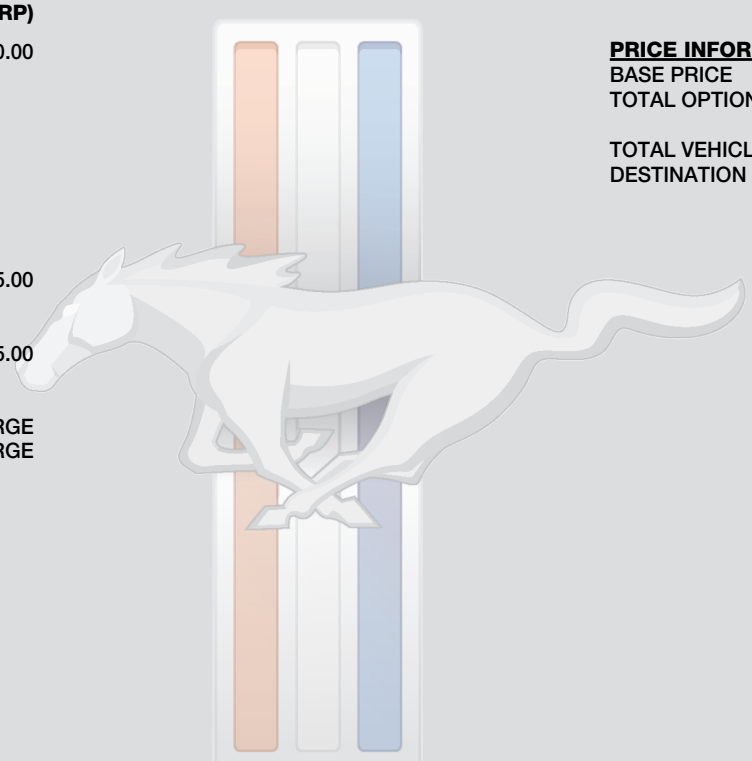 RP)
0.00
5.00
5.00
RGE
RGE
PRICE INFOR
BASE PRICE
TOTAL OPTION
TOTAL VEHICL
DESTINATION